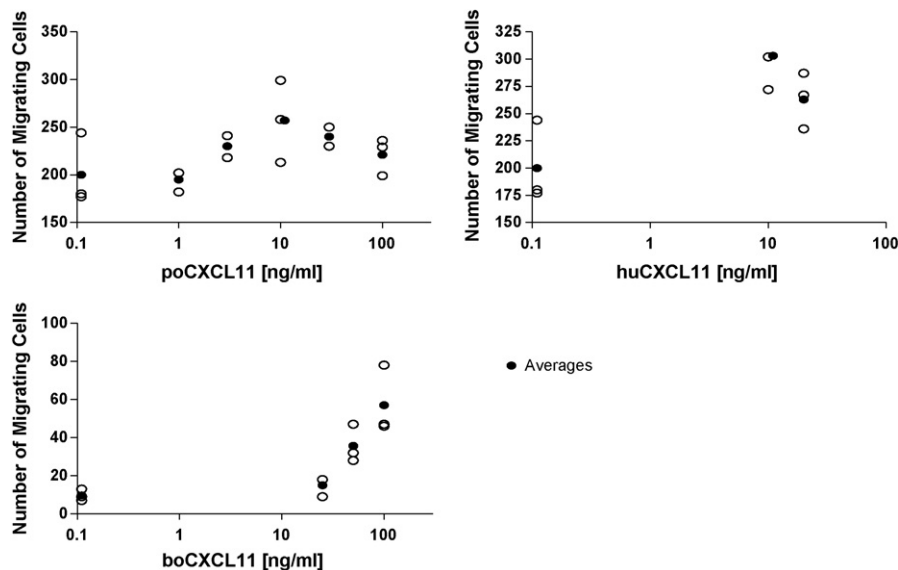 Number of Migrating Cells
350
300
250
200
150
0.1 1 10 100
poCXCL11 [ng/ml]
Number of Migrating Cells
325
300
275
250
225
200
175
150
0.1 1 10 100
huCXCL11 [ng/ml]
Number of Migrating Cells
100
80
60
40
20
0
0.1 1 10 100
boCXCL11 [ng/ml]
Averages